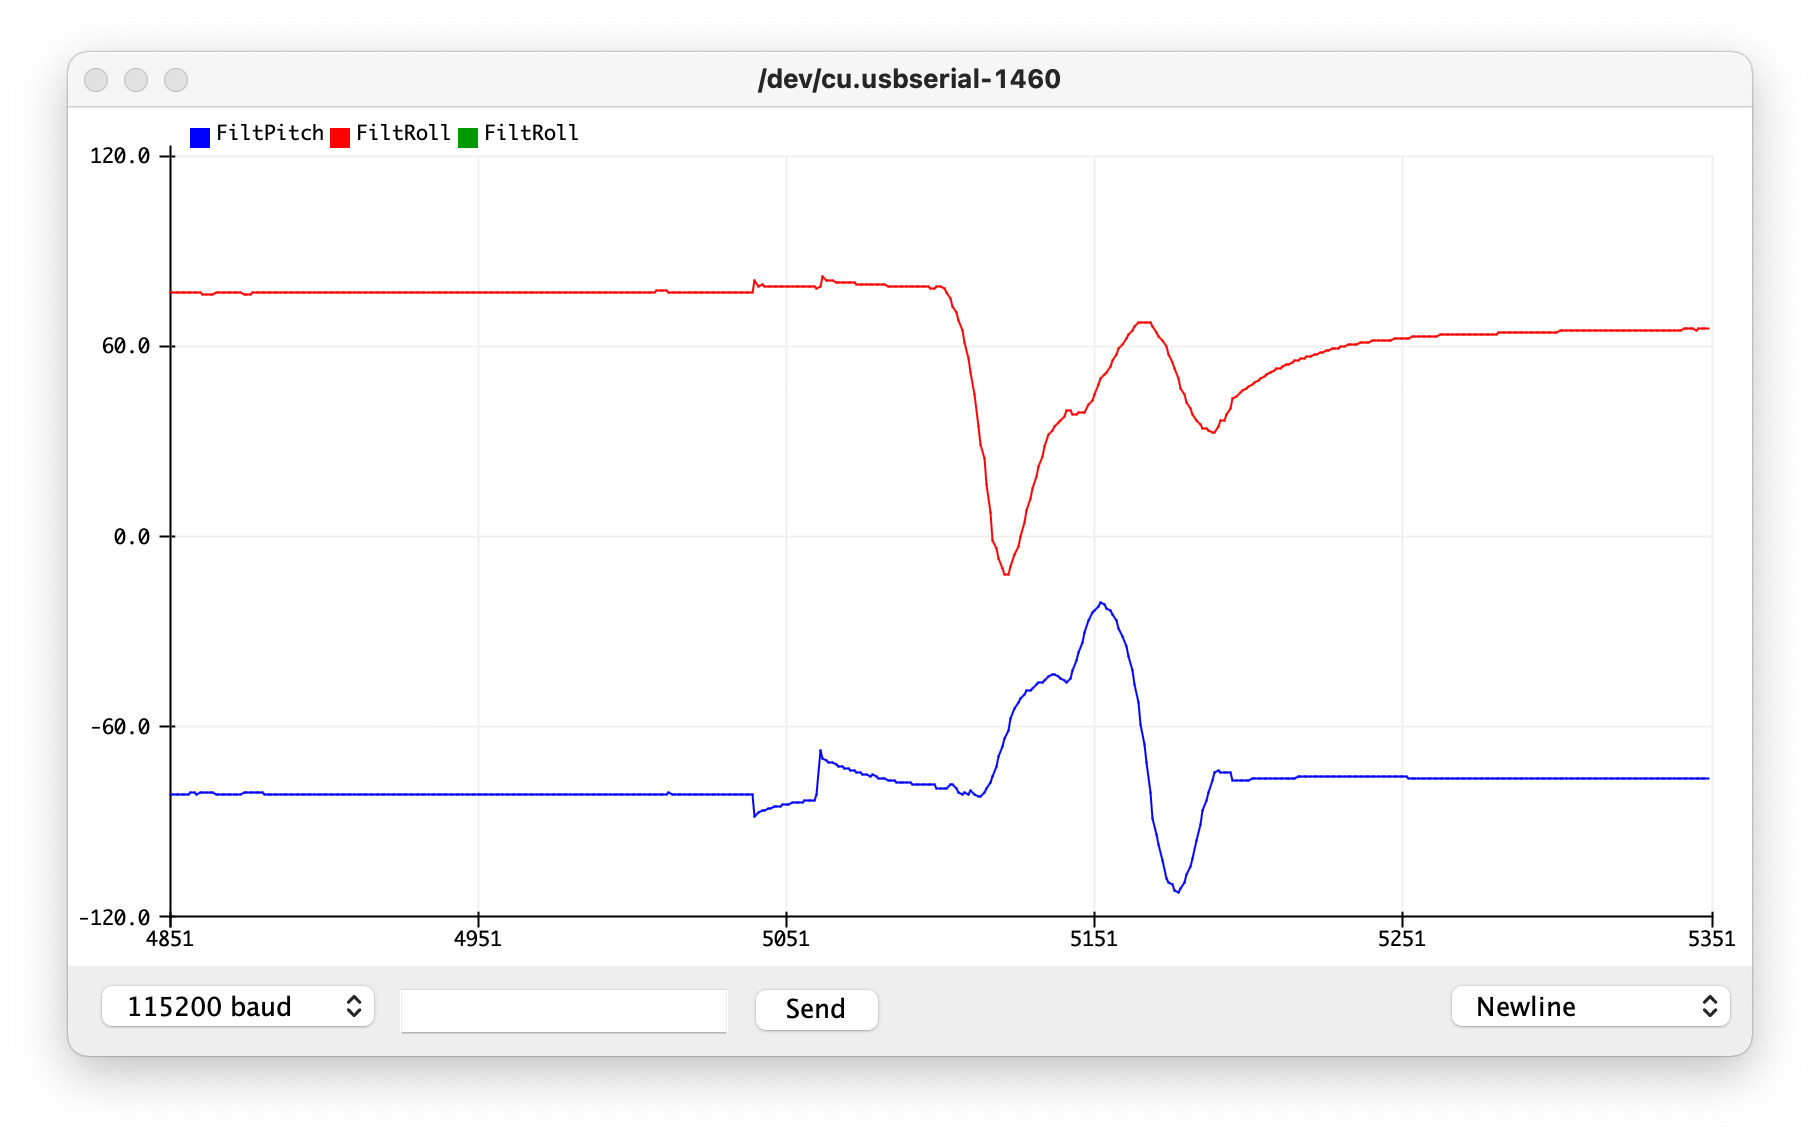 /dev/cu.usbserial-1460
FiltPitch FiltRoll FiltRoll
120.0
60.0
0.0
-60.0
-120.0
4851 4951 5051 5151 5251 5351
115200 baud Send Newline